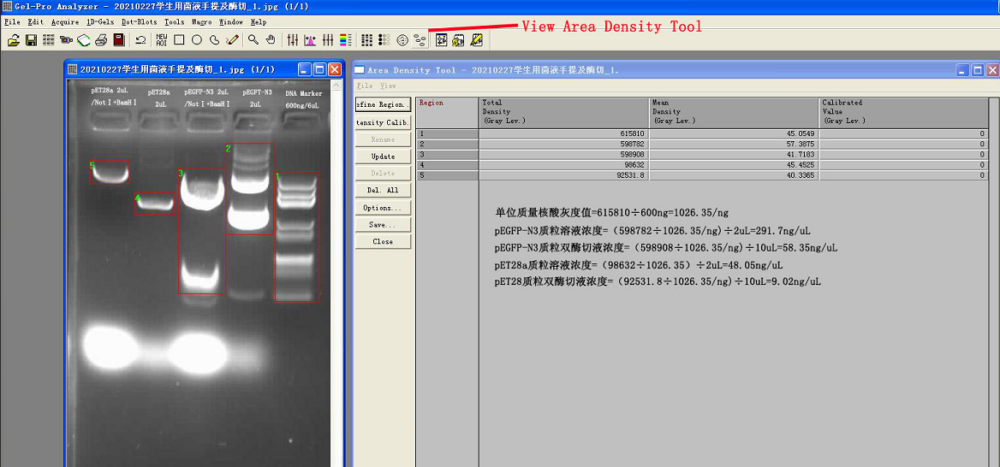 Gel-Pro Analyzer - 20210227学生用菌液手提及酶切_1.jpg (1/1)
File Edit Acquire 1D-Gels Dot-Blots Tools Macro Window Help
NEW AOI
View Area Density Tool
20210227学生用菌液手提及酶切_1.jpg (1/1)
pET28a 2uL /NotⅠ+BamHⅠ
pET28a 2uL
pEGFP-N3 2uL /NotⅠ+BamHⅠ
pEGFT-N3 2uL
DNA Marker 600ng/6uL
5
4
3
2
1
Area Density Tool - 20210227学生用菌液手提及酶切_1.
File View
efine Region..
tensity Calib.
Rename
Update
Delete
Del. All
Options...
Save...
Close
Region Total Density (Gray Lev.) Mean Density (Gray Lev.) Calibrated Value (Gray Lev.)
1 615810 45.0549 0
2 598782 57.3875 0
3 598908 41.7183 0
4 98632 45.4525 0
5 92531.8 40.3365 0
单位质量核酸灰度值=615810÷600ng=1026.35/ng
pEGFP-N3质粒溶液浓度=（598782÷1026.35/ng)÷2uL=291.7ng/uL
pEGFP-N3质粒双酶切液浓度=（598908÷1026.35/ng)÷10uL=58.35ng/uL
pET28a质粒溶液浓度=（98632÷1026.35）÷2uL=48.05ng/uL
pET28质粒双酶切液浓度=（92531.8÷1026.35/ng)÷10uL=9.02ng/uL